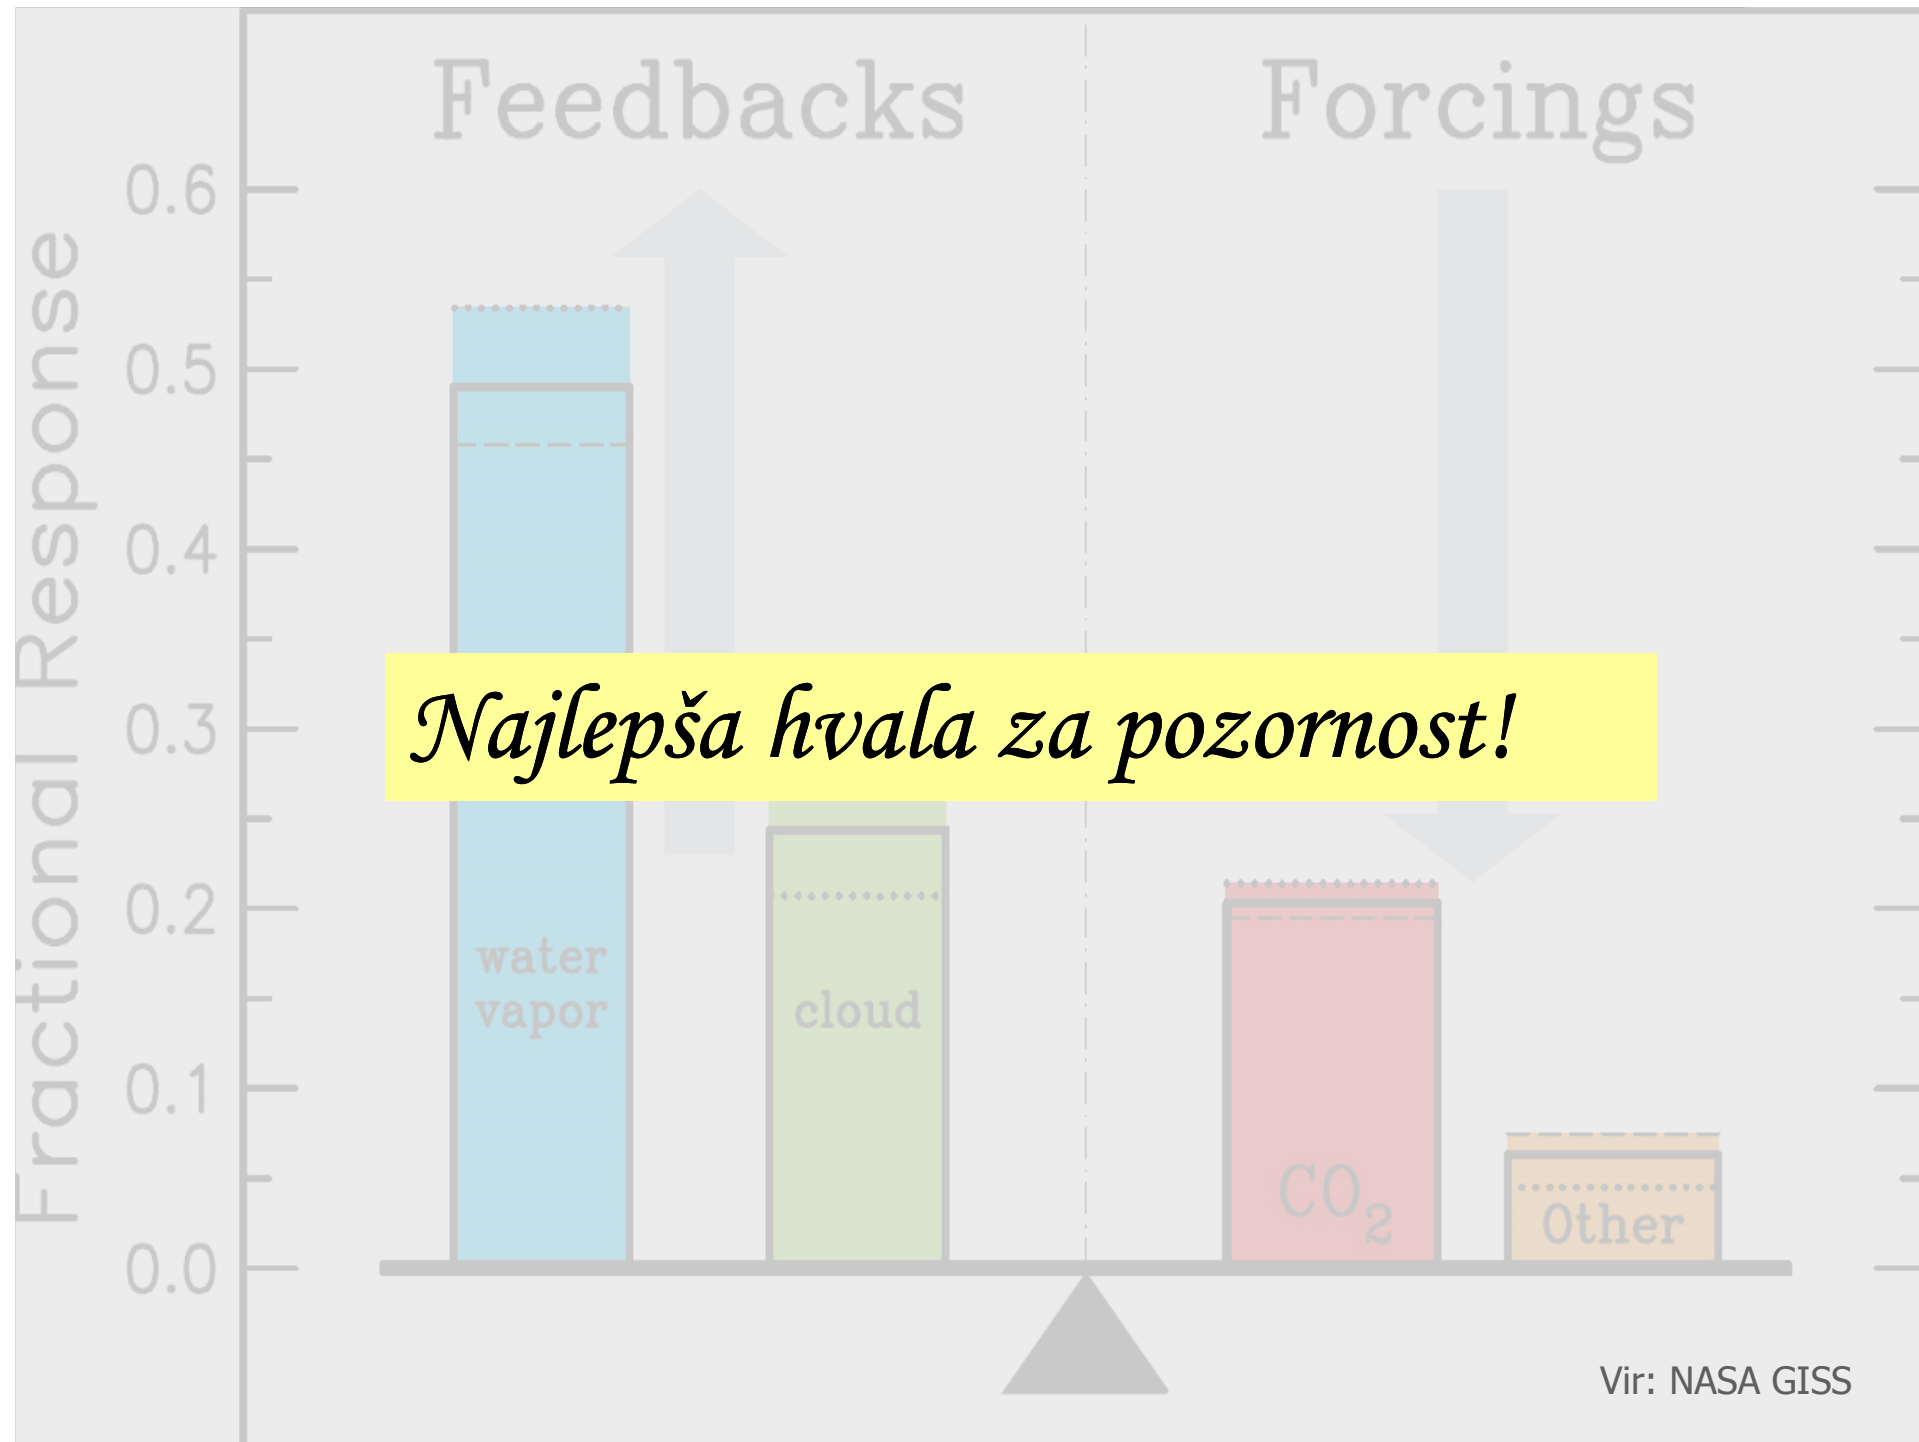 Feedbacks
Forcings
Fractional Response
0.6
0.5
0.4
0.3
0.2
0.1
0.0
Najlepša hvala za pozornost!
water
vapor
cloud
CO₂
Other
Vir: NASA GISS